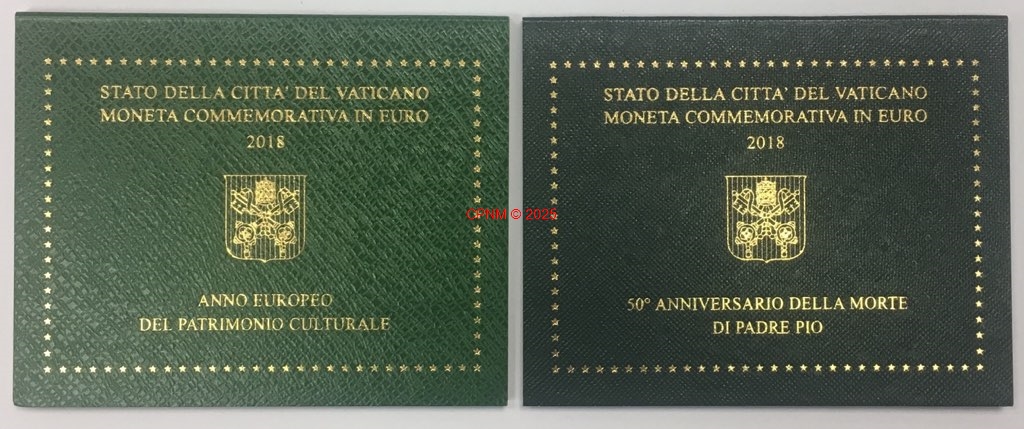 STATO DELLA CITTA' DEL VATICANO
MONETA COMMEMORATIVA IN EURO
2018
ANNO EUROPEO
DEL PATRIMONIO CULTURALE
STATO DELLA CITTA' DEL VATICANO
MONETA COMMEMORATIVA IN EURO
2018
50° ANNIVERSARIO DELLA MORTE
DI PADRE PIO
CPNM © 2025